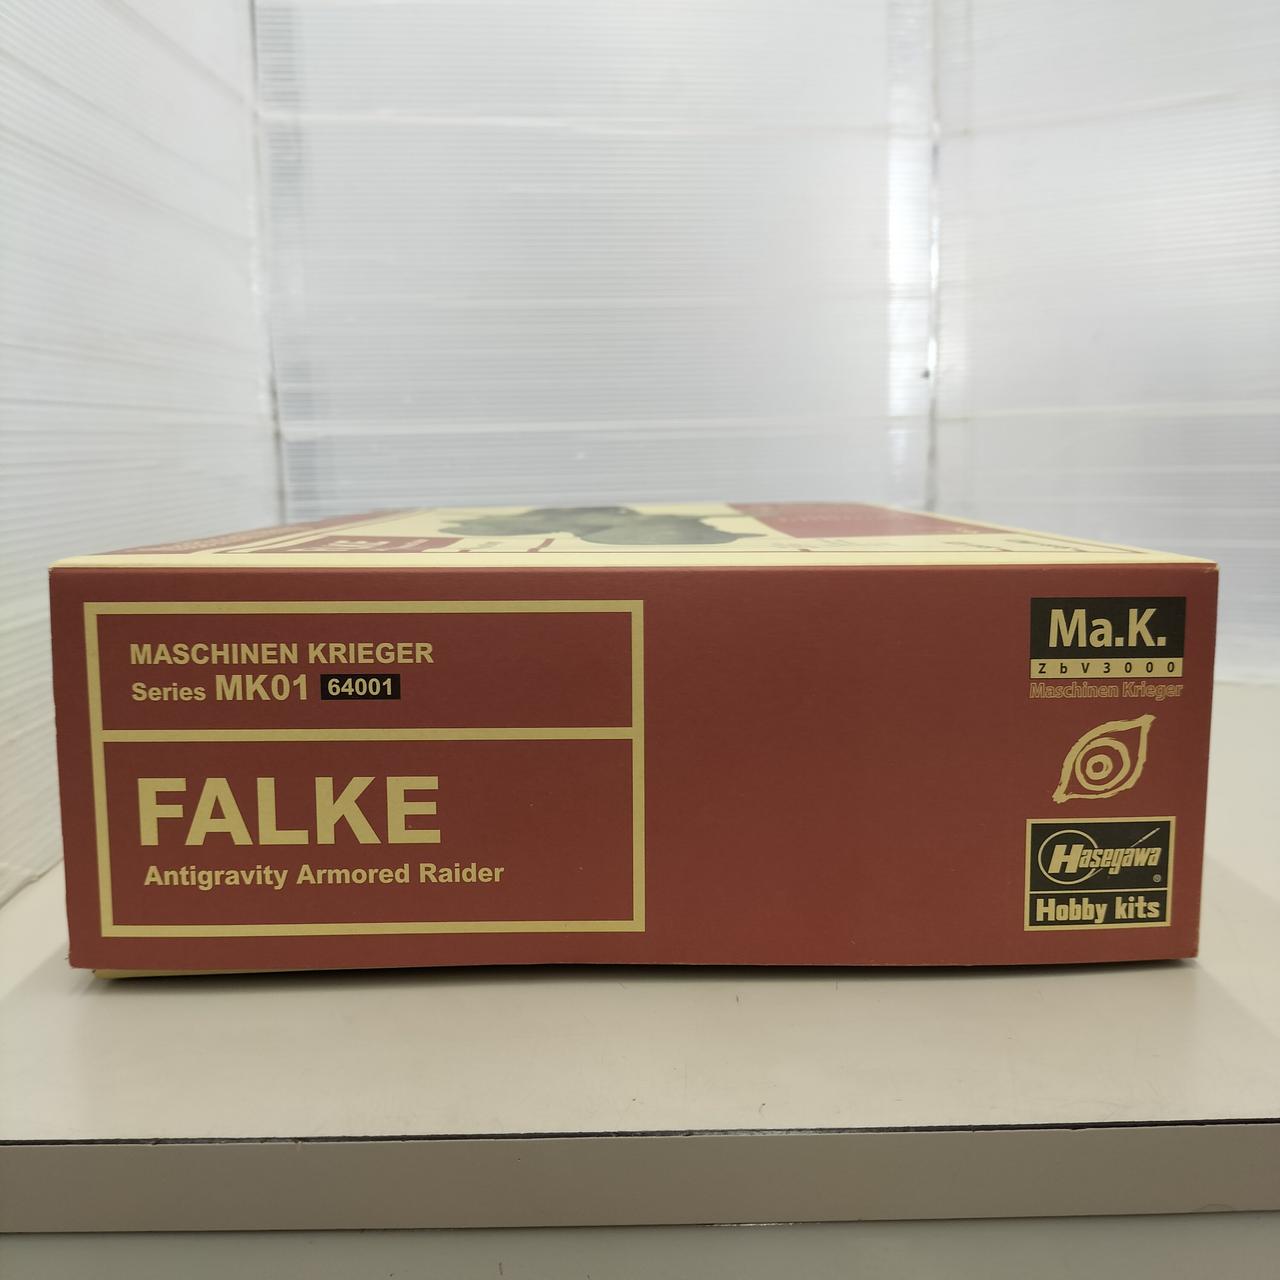 MASCHINEN KRIEGER
Series MK01 64001
FALKE
Antigravity Armored Raider
Ma.K.
ZbV3000
Maschinen Krieger
Hasegawa®
Hobby kits